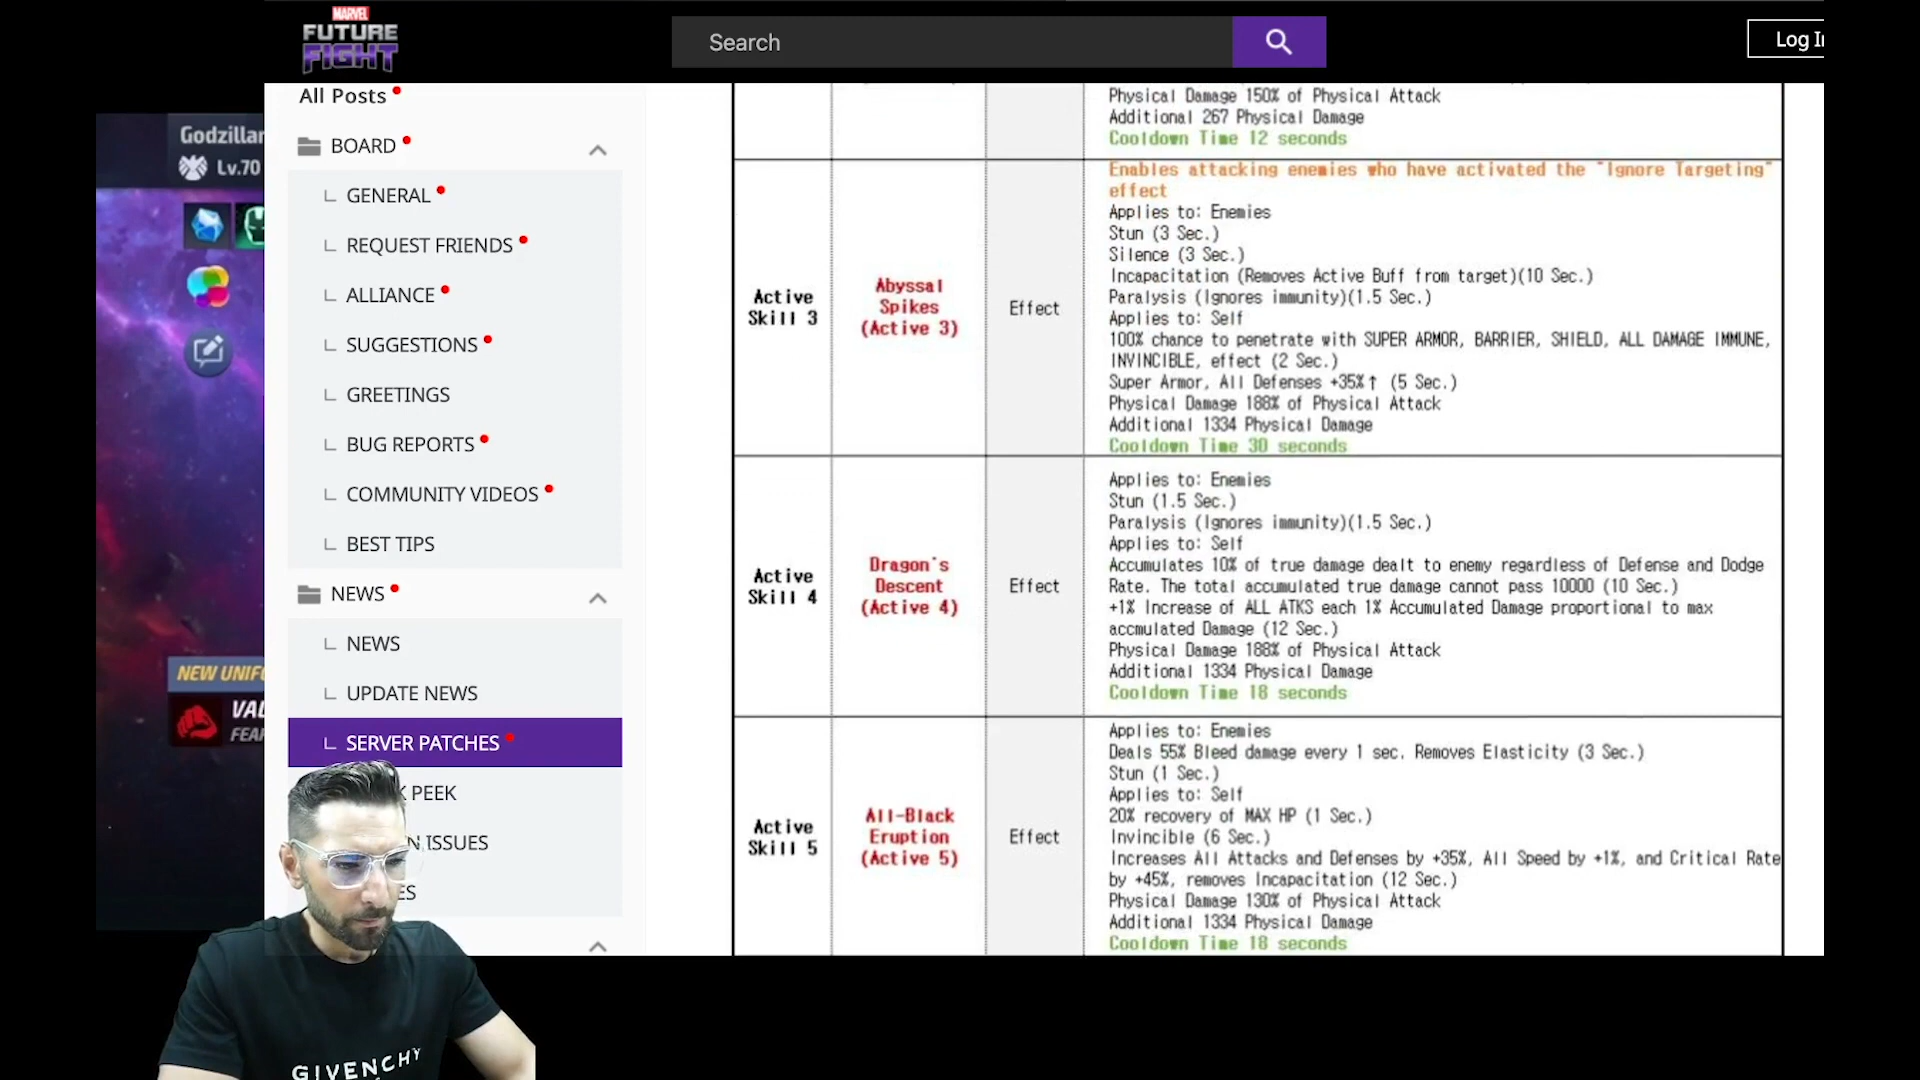 MARVEL
FUTURE
FIGHT
Search
All Posts
BOARD
GENERAL
REQUEST FRIENDS
ALLIANCE
SUGGESTIONS
GREETINGS
BUG REPORTS
COMMUNITY VIDEOS
BEST TIPS
NEWS
NEWS
UPDATE NEWS
SERVER PATCHES
PEEK
ISSUES
Lv.70
GIVENCHY
Physical Damage 150% of Physical Attack
Additional 267 Physical Damage
Cooldown Time 12 seconds
Active
Skill 3
Abyssal
Spikes
(Active 3)
Effect
Enables attacking enemies who have activated the "Ignore Targeting"
effect
Applies to: Enemies
Stun (3 Sec.)
Silence (3 Sec.)
Incapacitation (Removes Active Buff from target)(10 Sec.)
Paralysis (Ignores immunity)(1.5 Sec.)
Applies to: Self
100% chance to penetrate with SUPER ARMOR, BARRIER, SHIELD, ALL DAMAGE IMMUNE,
INVINCIBLE, effect (2 Sec.)
Super Armor, All Defenses +35%↑ (5 Sec.)
Physical Damage 188% of Physical Attack
Additional 1334 Physical Damage
Cooldown Time 30 seconds
Active
Skill 4
Dragon's
Descent
(Active 4)
Effect
Applies to: Enemies
Stun (1.5 Sec.)
Paralysis (Ignores immunity)(1.5 Sec.)
Applies to: Self
Accumulates 10% of true damage dealt to enemy regardless of Defense and Dodge
Rate. The total accumulated true damage cannot pass 10000 (10 Sec.)
+1% Increase of ALL ATKS each 1% Accumulated Damage proportional to max
accmulated Damage (12 Sec.)
Physical Damage 188% of Physical Attack
Additional 1334 Physical Damage
Cooldown Time 18 seconds
Active
Skill 5
All-Black
Eruption
(Active 5)
Effect
Applies to: Enemies
Deals 55% Bleed damage every 1 sec. Removes Elasticity (3 Sec.)
Stun (1 Sec.)
Applies to: Self
20% recovery of MAX HP (1 Sec.)
Invincible (6 Sec.)
Increases All Attacks and Defenses by +35%, All Speed by +1%, and Critical Rate
by +45%, removes Incapacitation (12 Sec.)
Physical Damage 130% of Physical Attack
Additional 1334 Physical Damage
Cooldown Time 18 seconds
Log
Godzillar
NEW UNIF
VAL
FEAR